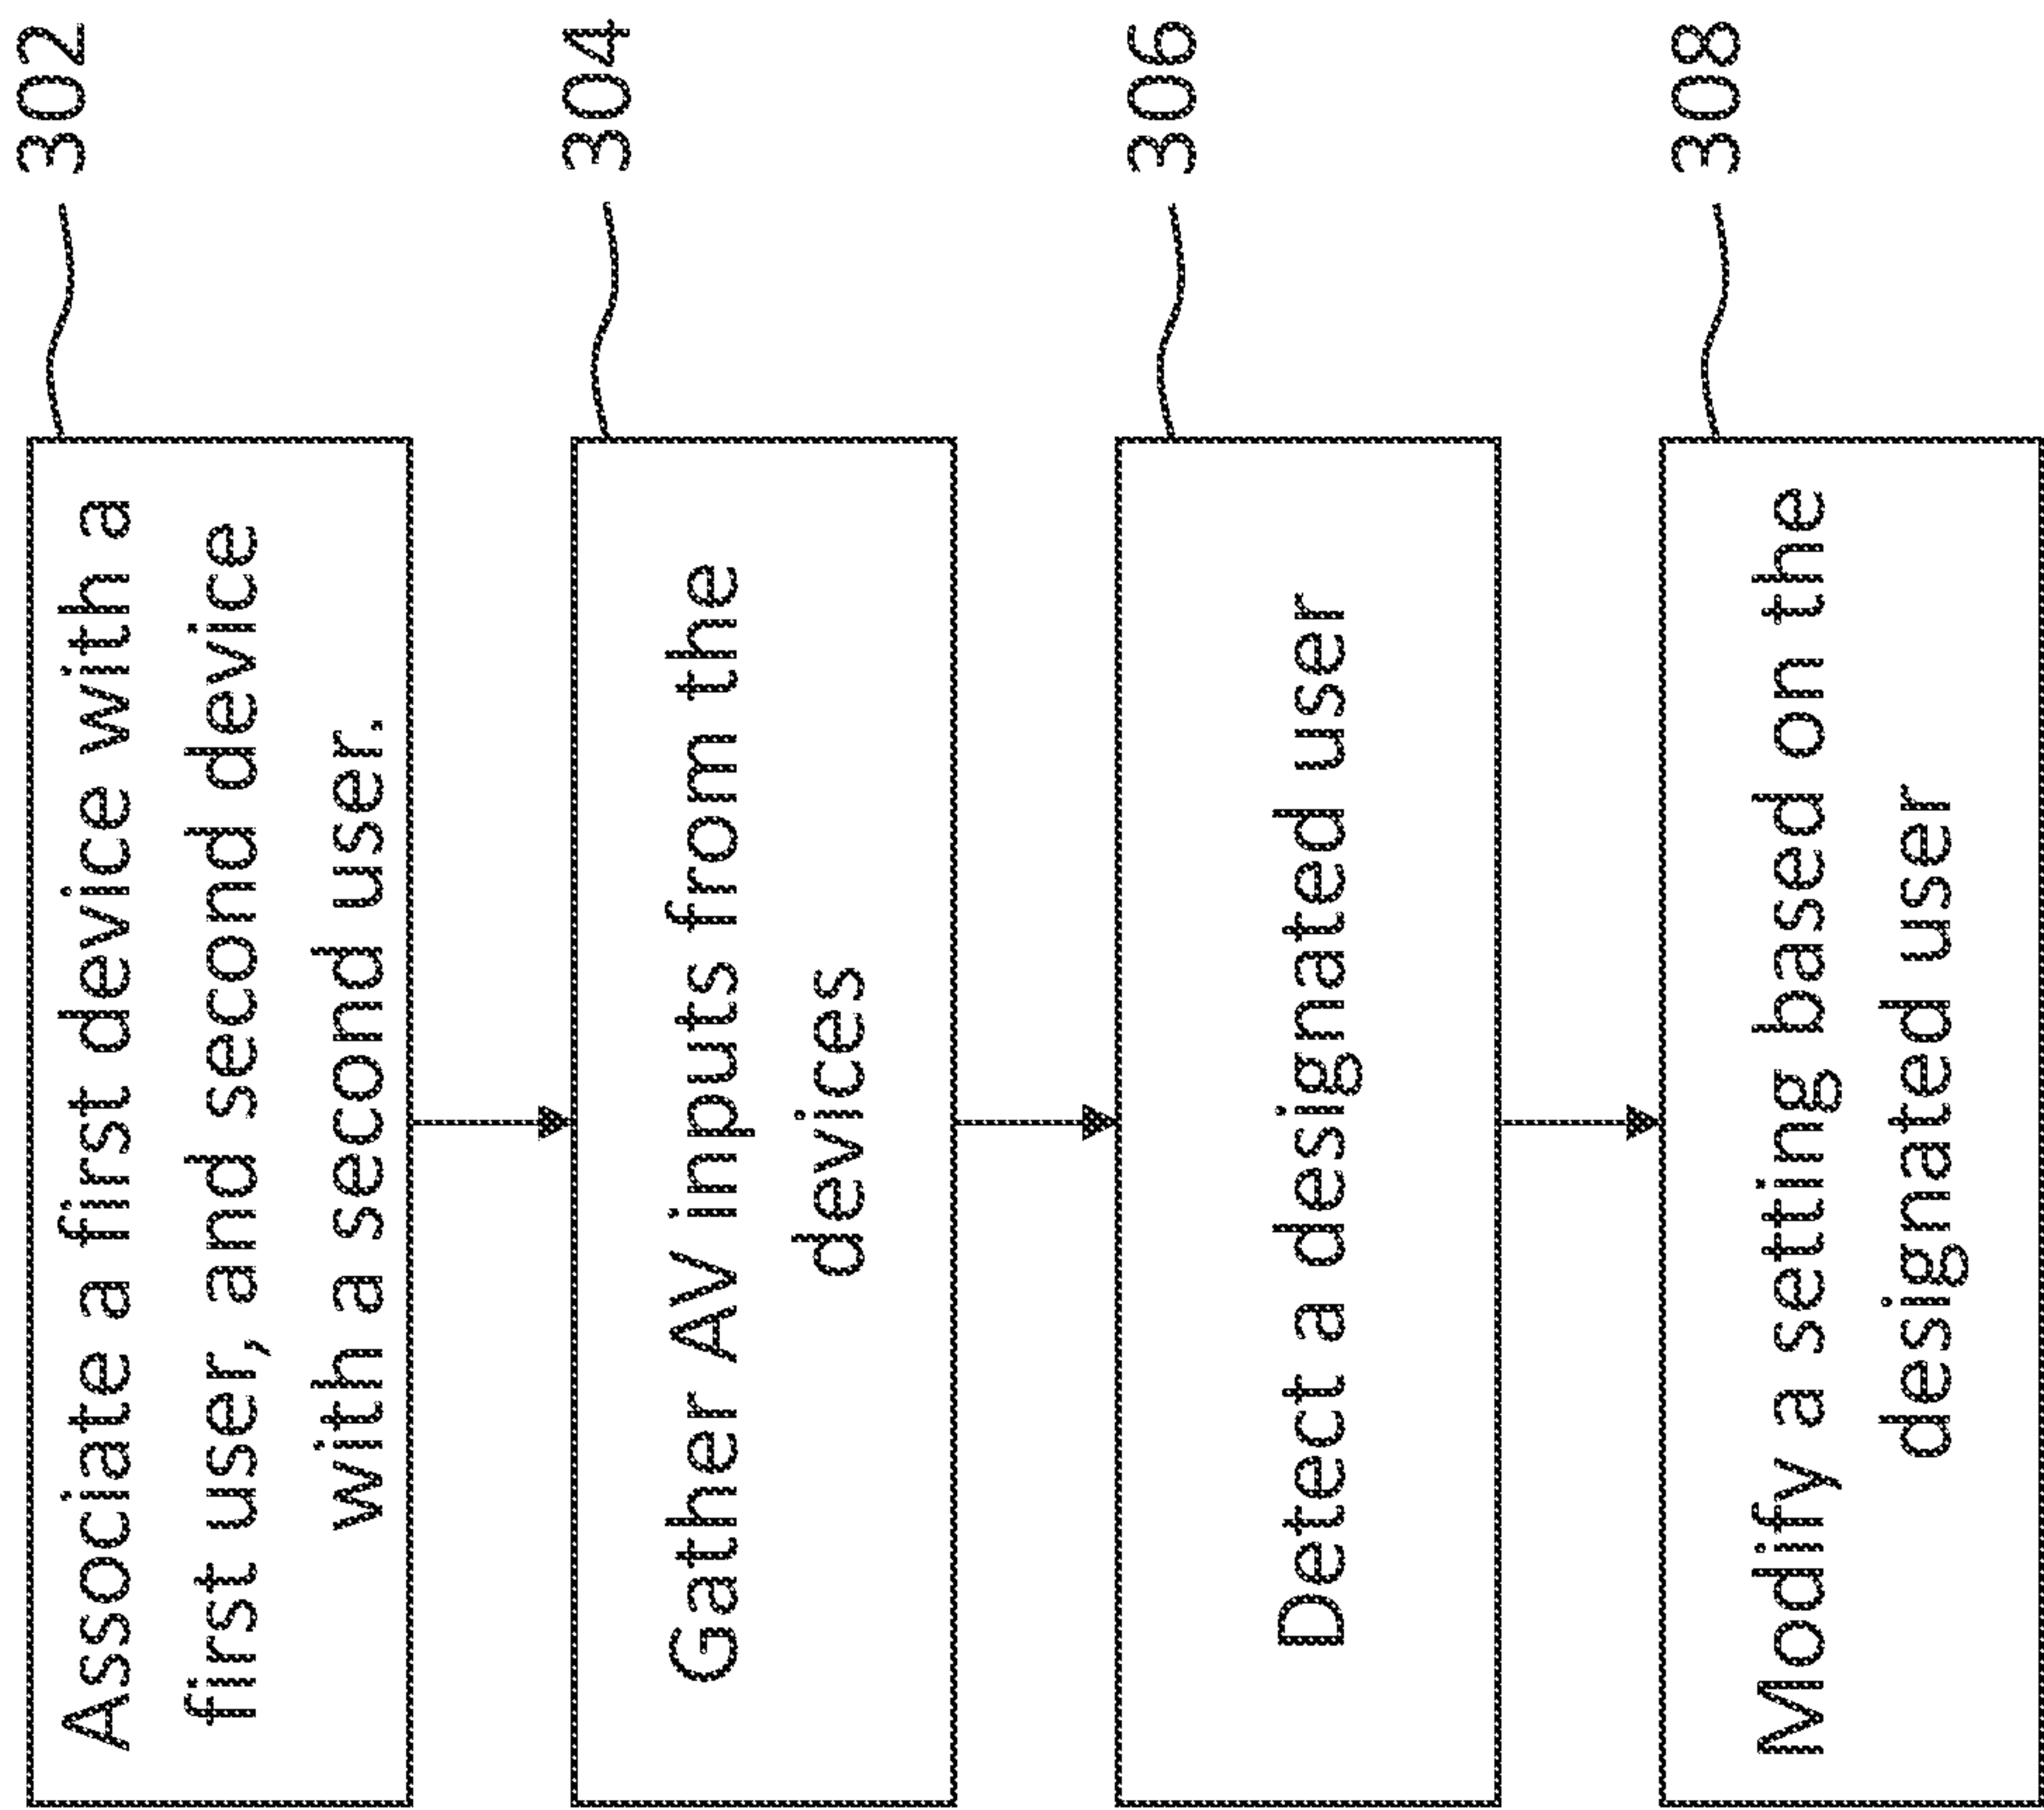 Associate a first device with a
first user, and second device
with a second user.
302
Gather AV inputs from the
devices
304
Detect a designated user
306
Modify a setting based on the
designated user
308